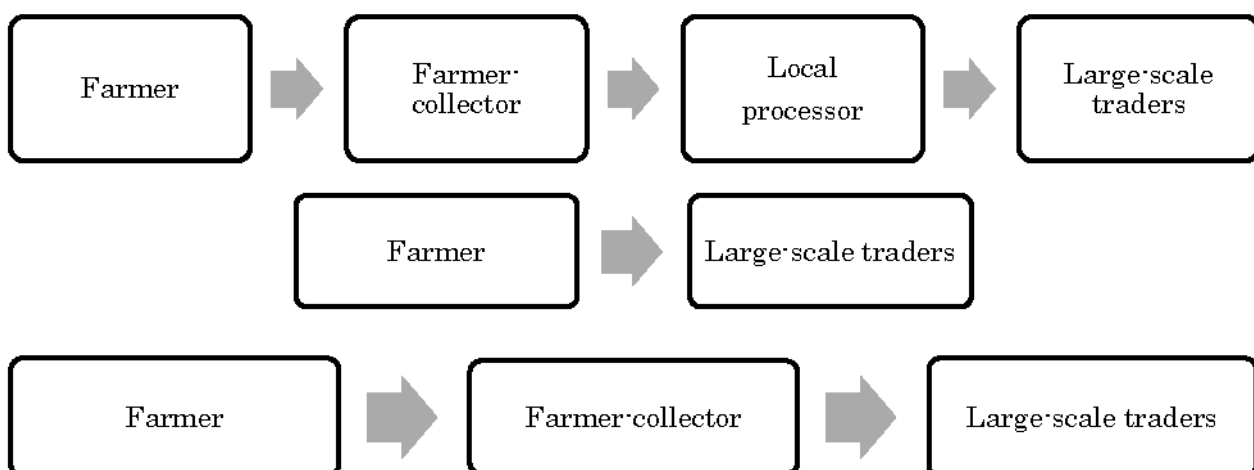 Farmer
Farmer-
collector
Local
processor
Large-scale
traders
Farmer
Large-scale traders
Farmer
Farmer-collector
Large-scale traders